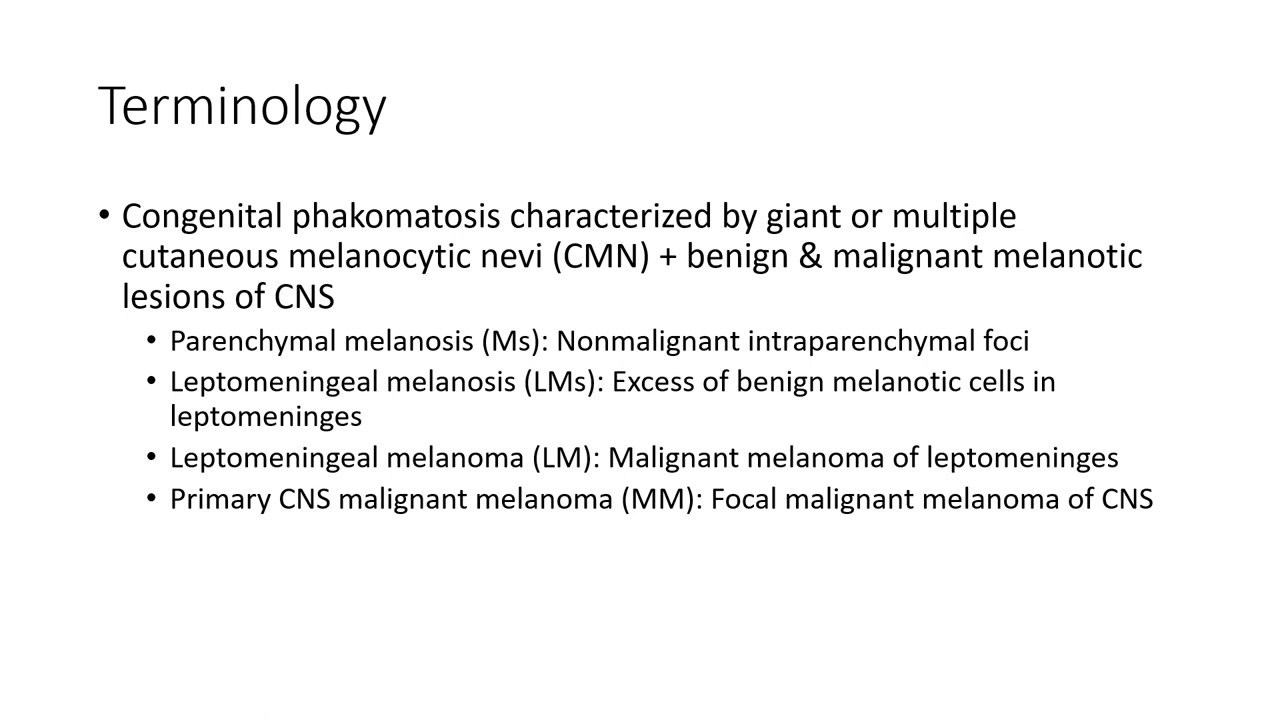 Terminology
• Congenital phakomatosis characterized by giant or multiple
cutaneous melanocytic nevi (CMN) + benign & malignant melanotic
lesions of CNS
• Parenchymal melanosis (Ms): Nonmalignant intraparenchymal foci
• Leptomeningeal melanosis (LMs): Excess of benign melanotic cells in
leptomeninges
• Leptomeningeal melanoma (LM): Malignant melanoma of leptomeninges
• Primary CNS malignant melanoma (MM): Focal malignant melanoma of CNS